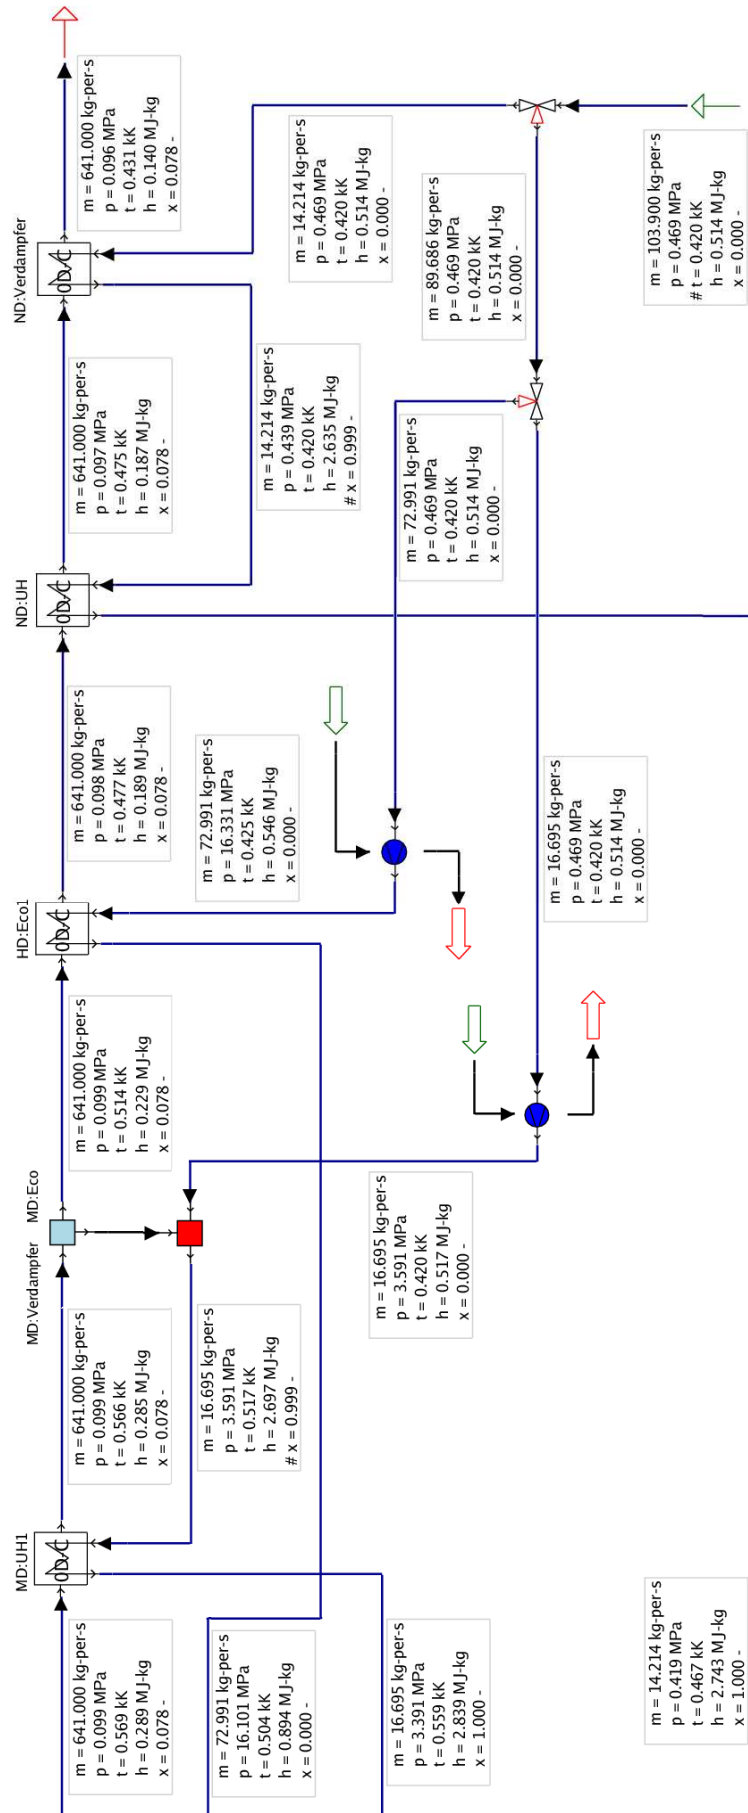 MD:UH1
0D/C
m = 641.000 kg-per-s
p = 0.099 MPa
t = 0.569 kK
h = 0.289 MJ-kg
x = 0.078 -
m = 72.991 kg-per-s
p = 16.101 MPa
t = 0.504 kK
h = 0.894 MJ-kg
x = 0.000 -
m = 16.695 kg-per-s
p = 3.391 MPa
t = 0.559 kK
h = 2.839 MJ-kg
x = 1.000 -
m = 14.214 kg-per-s
p = 0.419 MPa
t = 0.467 kK
h = 2.743 MJ-kg
x = 1.000 -
m = 641.000 kg-per-s
p = 0.099 MPa
t = 0.566 kK
h = 0.285 MJ-kg
x = 0.078 -
m = 16.695 kg-per-s
p = 3.591 MPa
t = 0.517 kK
h = 2.697 MJ-kg
# x = 0.999 -
MD:Verdampfer
MD:Eco
m = 16.695 kg-per-s
p = 3.591 MPa
t = 0.420 kK
h = 0.517 MJ-kg
x = 0.000 -
m = 641.000 kg-per-s
p = 0.099 MPa
t = 0.514 kK
h = 0.229 MJ-kg
x = 0.078 -
HD:Eco1
0D/C
m = 72.991 kg-per-s
p = 16.331 MPa
t = 0.425 kK
h = 0.546 MJ-kg
x = 0.000 -
m = 16.695 kg-per-s
p = 0.469 MPa
t = 0.420 kK
h = 0.514 MJ-kg
x = 0.000 -
m = 641.000 kg-per-s
p = 0.098 MPa
t = 0.477 kK
h = 0.189 MJ-kg
x = 0.078 -
ND:UH
0D/C
m = 72.991 kg-per-s
p = 0.469 MPa
t = 0.420 kK
h = 0.514 MJ-kg
x = 0.000 -
m = 641.000 kg-per-s
p = 0.097 MPa
t = 0.475 kK
h = 0.187 MJ-kg
x = 0.078 -
m = 14.214 kg-per-s
p = 0.439 MPa
t = 0.420 kK
h = 2.635 MJ-kg
# x = 0.999 -
ND:Verdampfer
0D/C
m = 89.686 kg-per-s
p = 0.469 MPa
t = 0.420 kK
h = 0.514 MJ-kg
x = 0.000 -
m = 103.900 kg-per-s
p = 0.469 MPa
# t = 0.420 kK
h = 0.514 MJ-kg
x = 0.000 -
m = 641.000 kg-per-s
p = 0.096 MPa
t = 0.431 kK
h = 0.140 MJ-kg
x = 0.078 -
m = 14.214 kg-per-s
p = 0.469 MPa
t = 0.420 kK
h = 0.514 MJ-kg
x = 0.000 -